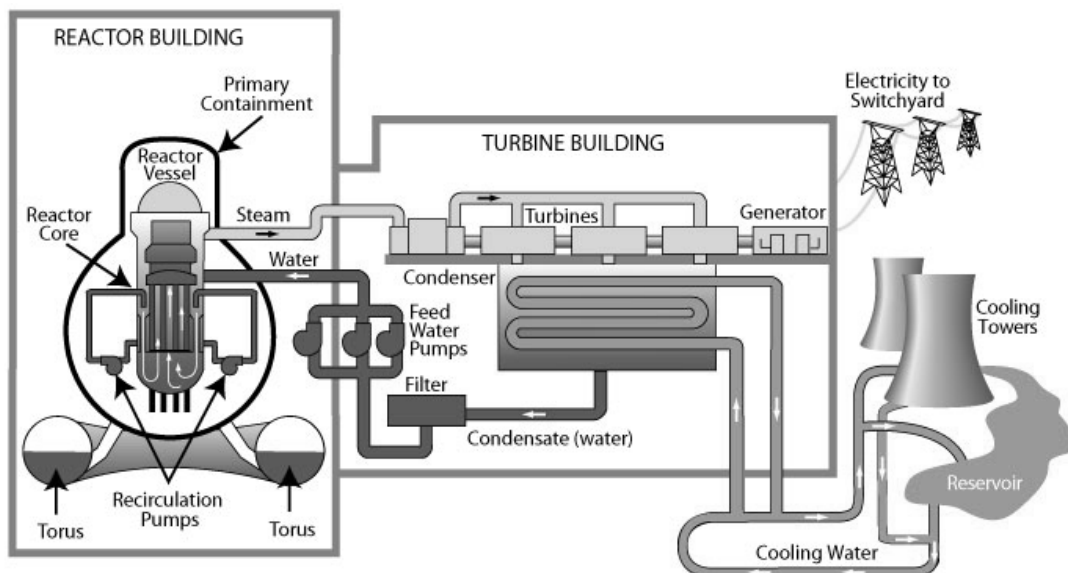 REACTOR BUILDING
Primary
Containment
Reactor
Vessel
Reactor
Core
Steam
Water
Torus
Recirculation
Pumps
Torus
TURBINE BUILDING
Turbines
Generator
Condenser
Feed
Water
Pumps
Filter
Condensate (water)
Electricity to
Switchyard
Cooling
Towers
Reservoir
Cooling Water